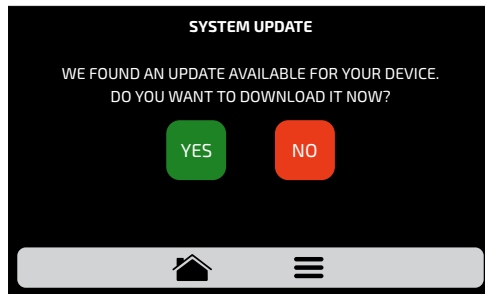 SYSTEM UPDATE
WE FOUND AN UPDATE AVAILABLE FOR YOUR DEVICE.
DO YOU WANT TO DOWNLOAD IT NOW?
YES
NO